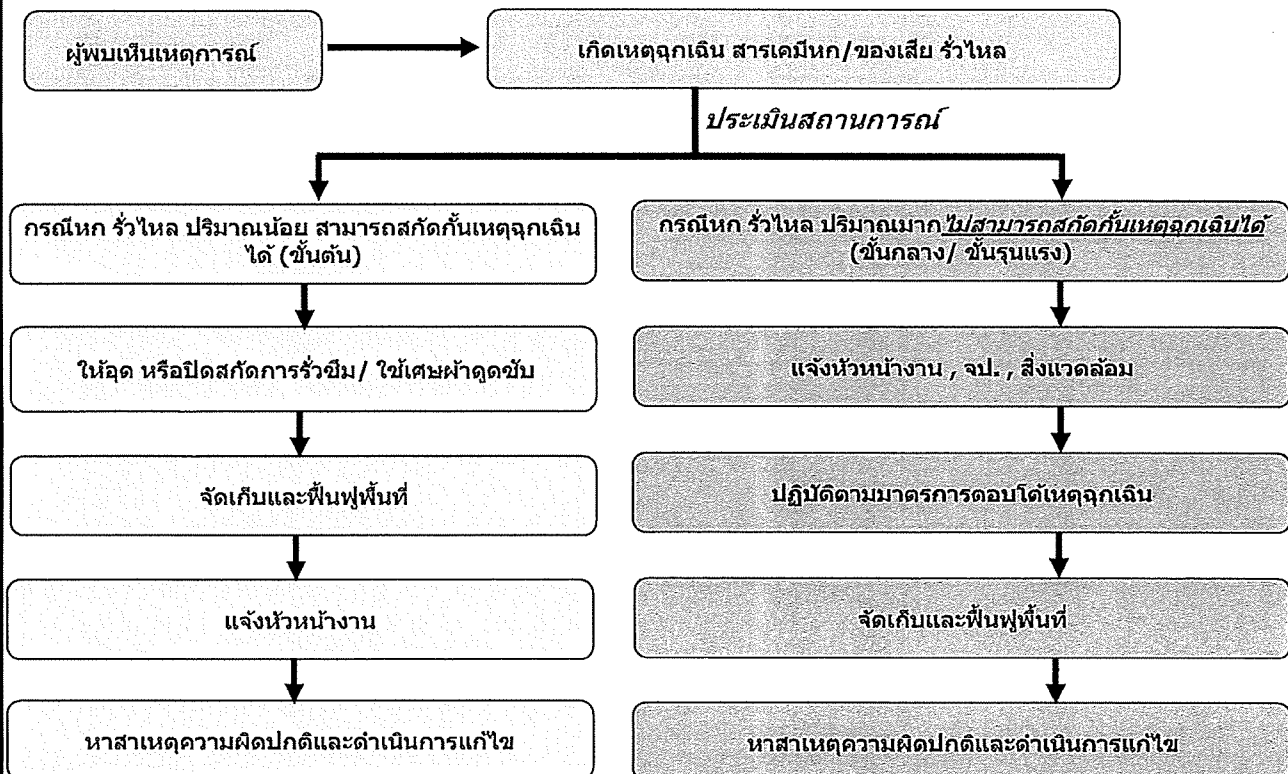 ผู้พบเห็นเหตุการณ์
เกิดเหตุฉุกเฉิน สารเคมีหก/ของเสีย รั่วไหล
ประเมินสถานการณ์
กรณีหก รั่วไหล ปริมาณน้อย สามารถสกัดกั้นเหตุฉุกเฉิน
ได้ (ขั้นต้น)
ให้อุด หรือปิดสกัดการรั่วซึม/ ใช้เศษผ้าดูดซับ
จัดเก็บและฟื้นฟูพื้นที่
แจ้งหัวหน้างาน
หาสาเหตุความผิดปกติและดำเนินการแก้ไข
กรณีหก รั่วไหล ปริมาณมาก ไม่สามารถสกัดกั้นเหตุฉุกเฉินได้
(ขั้นกลาง/ ขั้นรุนแรง)
แจ้งหัวหน้างาน , จป. , สิ่งแวดล้อม
ปฏิบัติตามมาตรการตอบโต้เหตุฉุกเฉิน
จัดเก็บและฟื้นฟูพื้นที่
หาสาเหตุความผิดปกติและดำเนินการแก้ไข